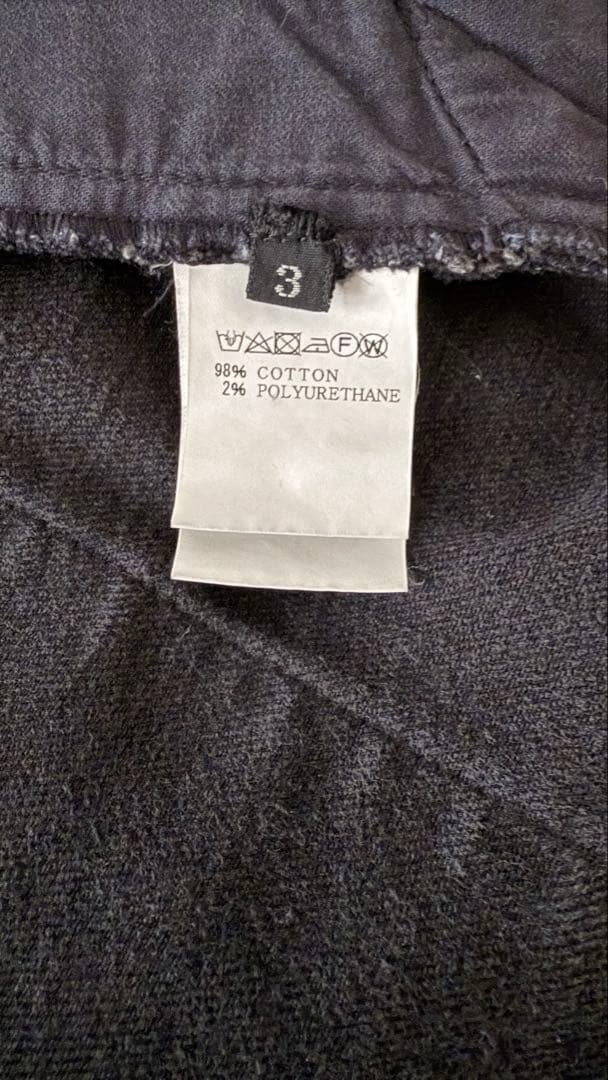 3
F W
98% COTTON
2% POLYURETHANE